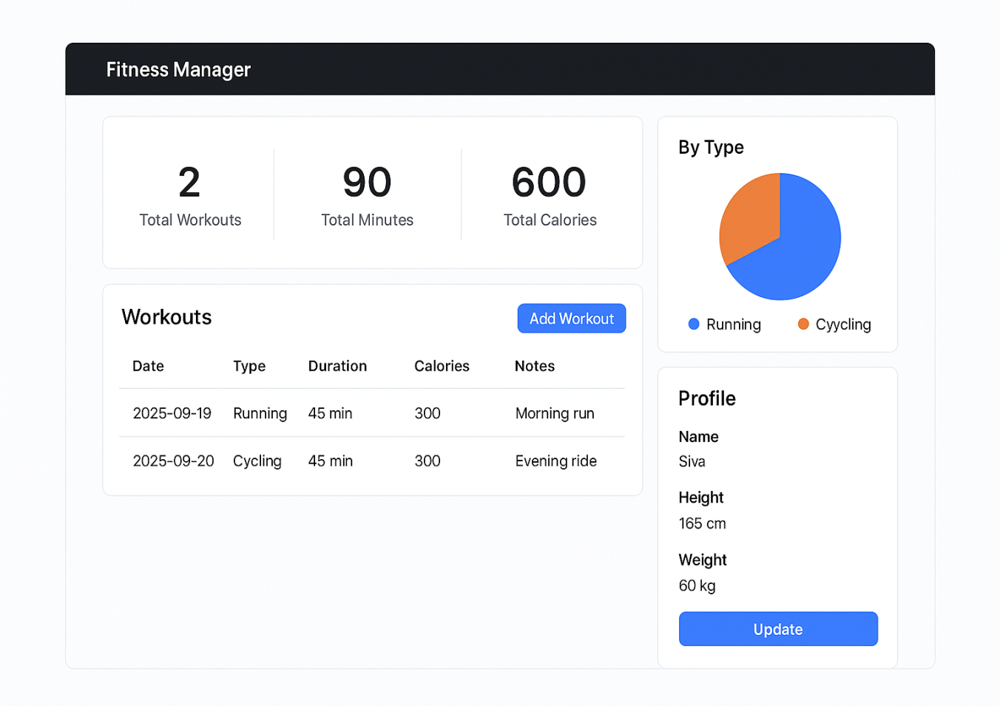 Fitness Manager
2 90 600
Total Workouts Total Minutes Total Calories
Workouts
Add Workout
Date Type Duration Calories Notes
2025-09-19 Running 45 min 300 Morning run
2025-09-20 Cycling 45 min 300 Evening ride
By Type
Running Cyycling
Profile
Name
Siva
Height
165 cm
Weight
60 kg
Update